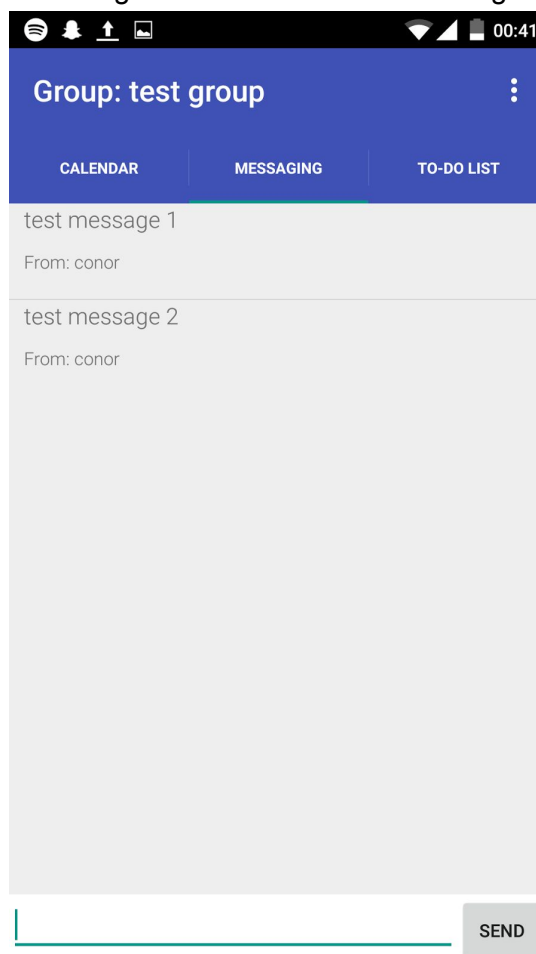 00:41
Group: test group
CALENDAR MESSAGING TO-DO LIST
test message 1
From: conor
test message 2
From: conor
SEND